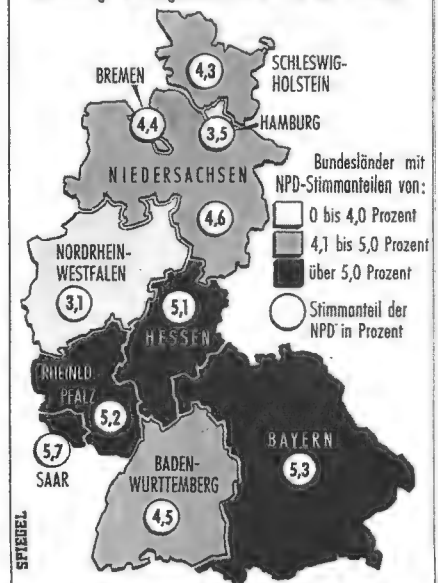 4,3
SCHLESWIG-
HOLSTEIN
BREMEN
4,4
3,5
HAMBURG
NIEDERSACHSEN
4,6
Bundesländer mit
NPD-Stimmanteilen von:
0 bis 4,0 Prozent
4,1 bis 5,0 Prozent
über 5,0 Prozent
Stimmanteil der
NPD in Prozent
NORDRHEIN-
WESTFALEN
3,1
5,1
HESSEN
RHEINLD.
PFALZ
5,2
5,7
SAAR
BADEN-
WURTTEMBERG
4,5
BAYERN
5,3
SPIEGEL